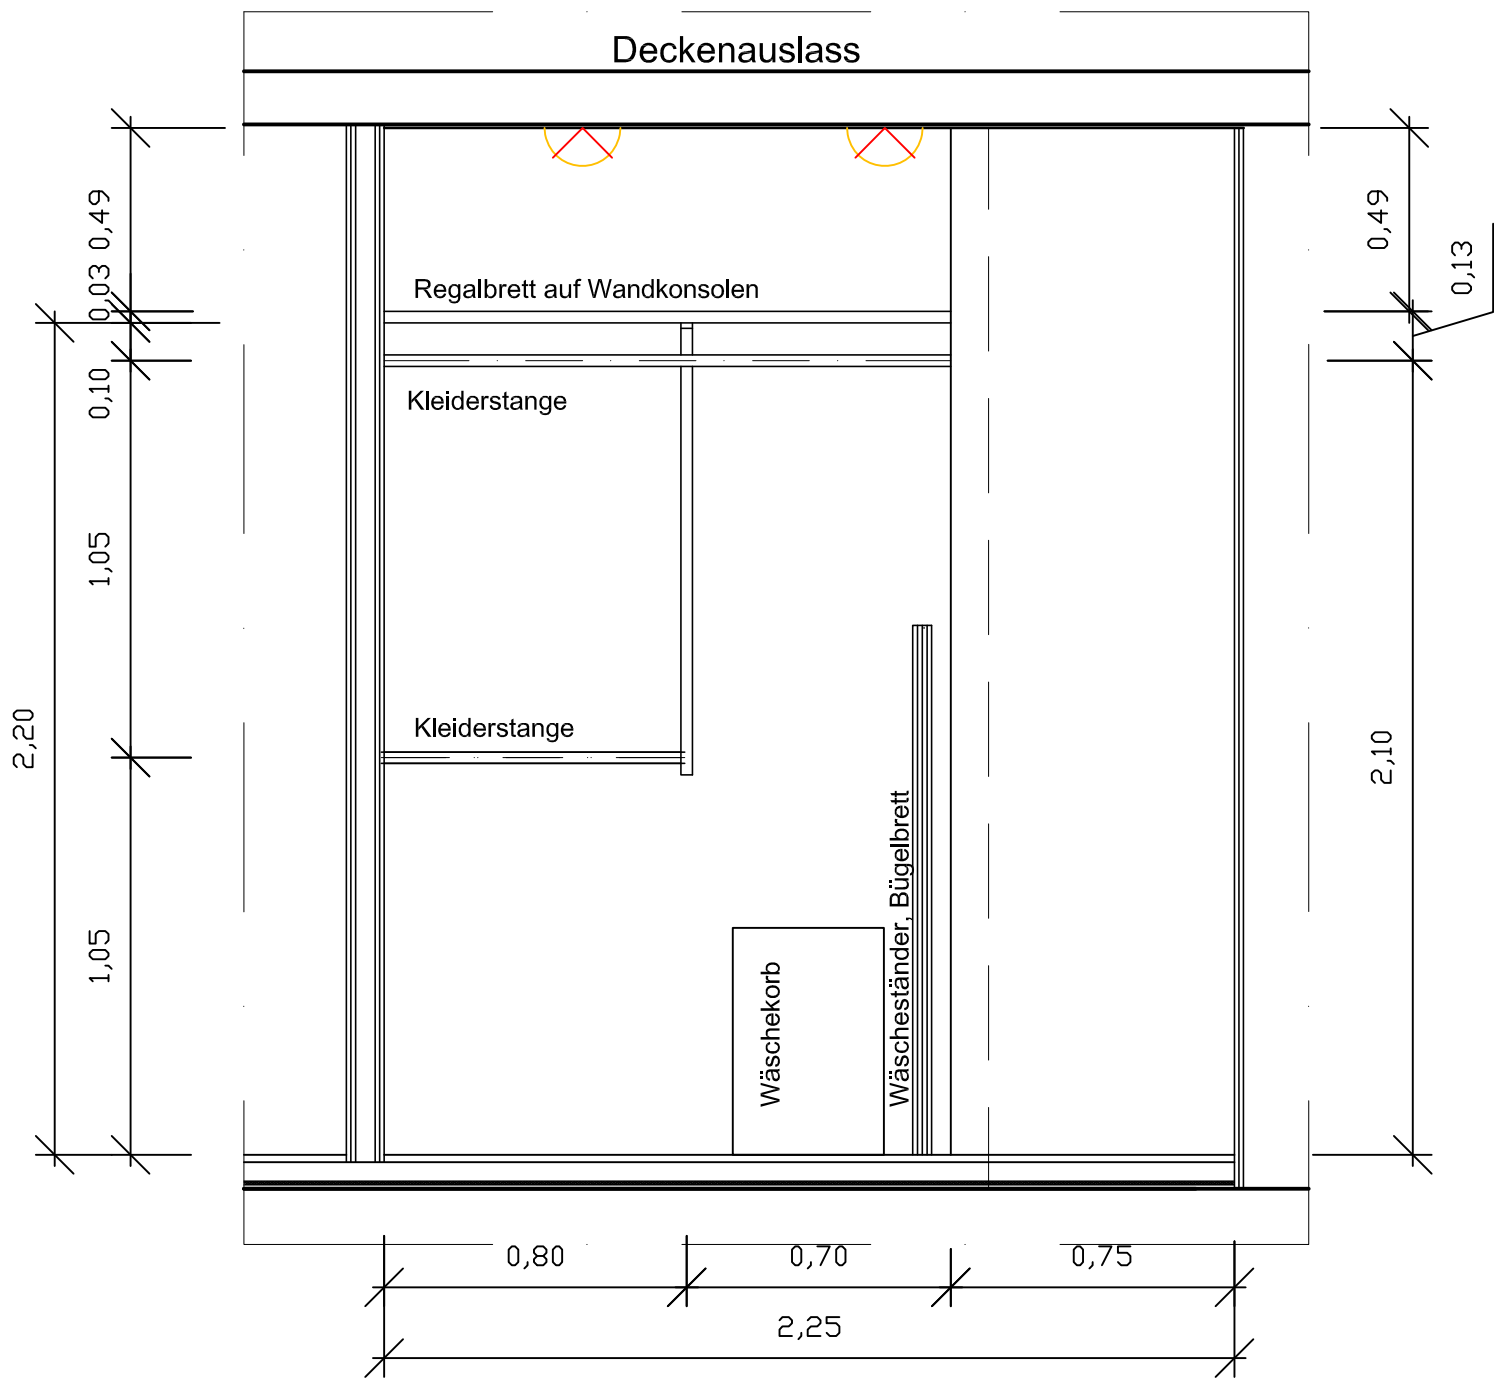 Deckenauslass
0,49
0,03
0,10
1,05
1,05
2,20
Regalbrett auf Wandkonsolen
Kleiderstange
Kleiderstange
Wäschekorb
Wäscheständer, Bügelbrett
0,49
0,13
2,10
0,80
0,70
0,75
2,25